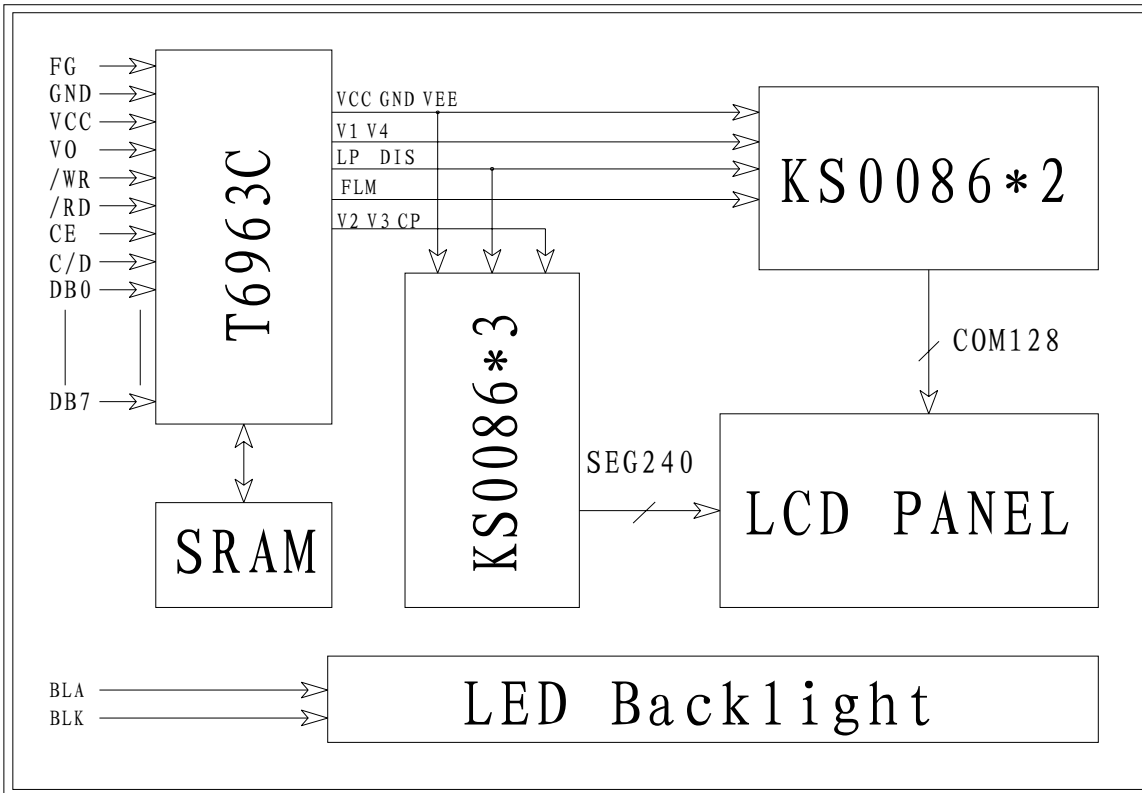 FG
GND
VCC
VO
/WR
/RD
CE
C/D
DB0
DB7
T6963C
VCC GND VEE
V1 V4
LP DIS
FLM
V2 V3 CP
KS0086*2
KS0086*3
COM128
SEG240
SRAM
LCD PANEL
BLA
BLK
LED Backlight